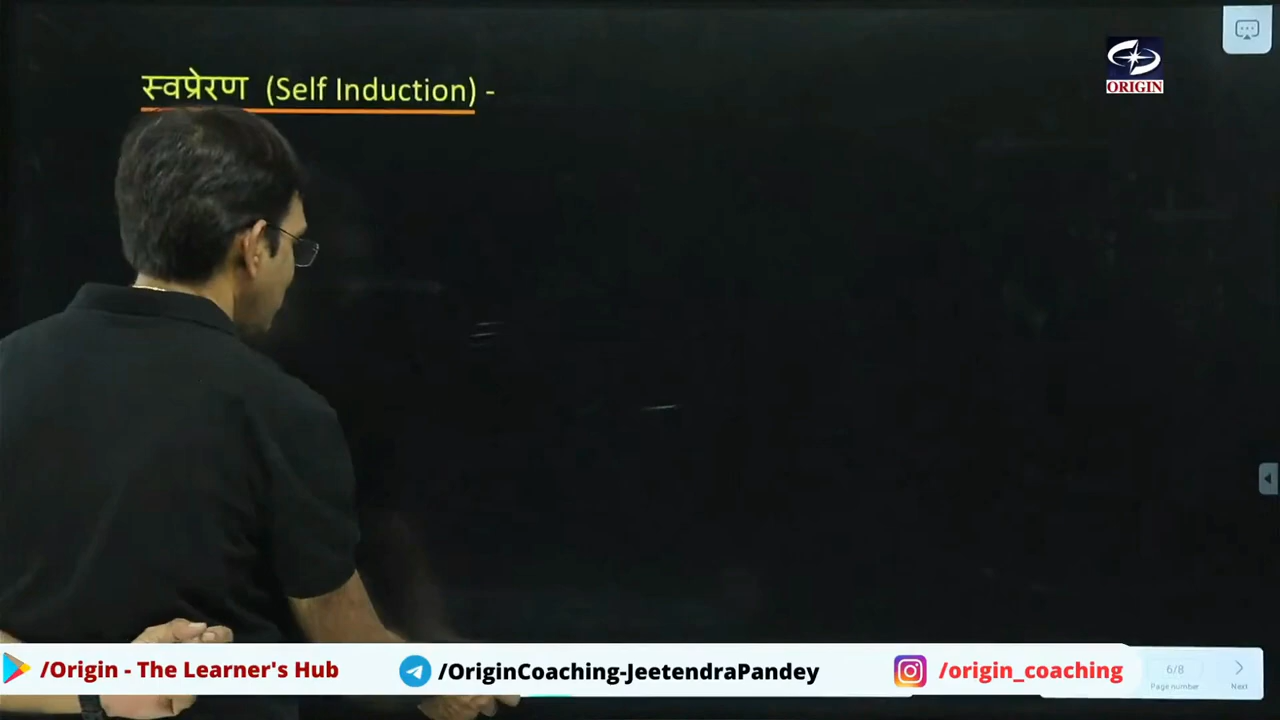 स्वप्रेरण (Self Induction) -
ORIGIN
/Origin - The Learner's Hub
/OriginCoaching-JeetendraPandey
/origin_coaching
6/8
Page number
Next